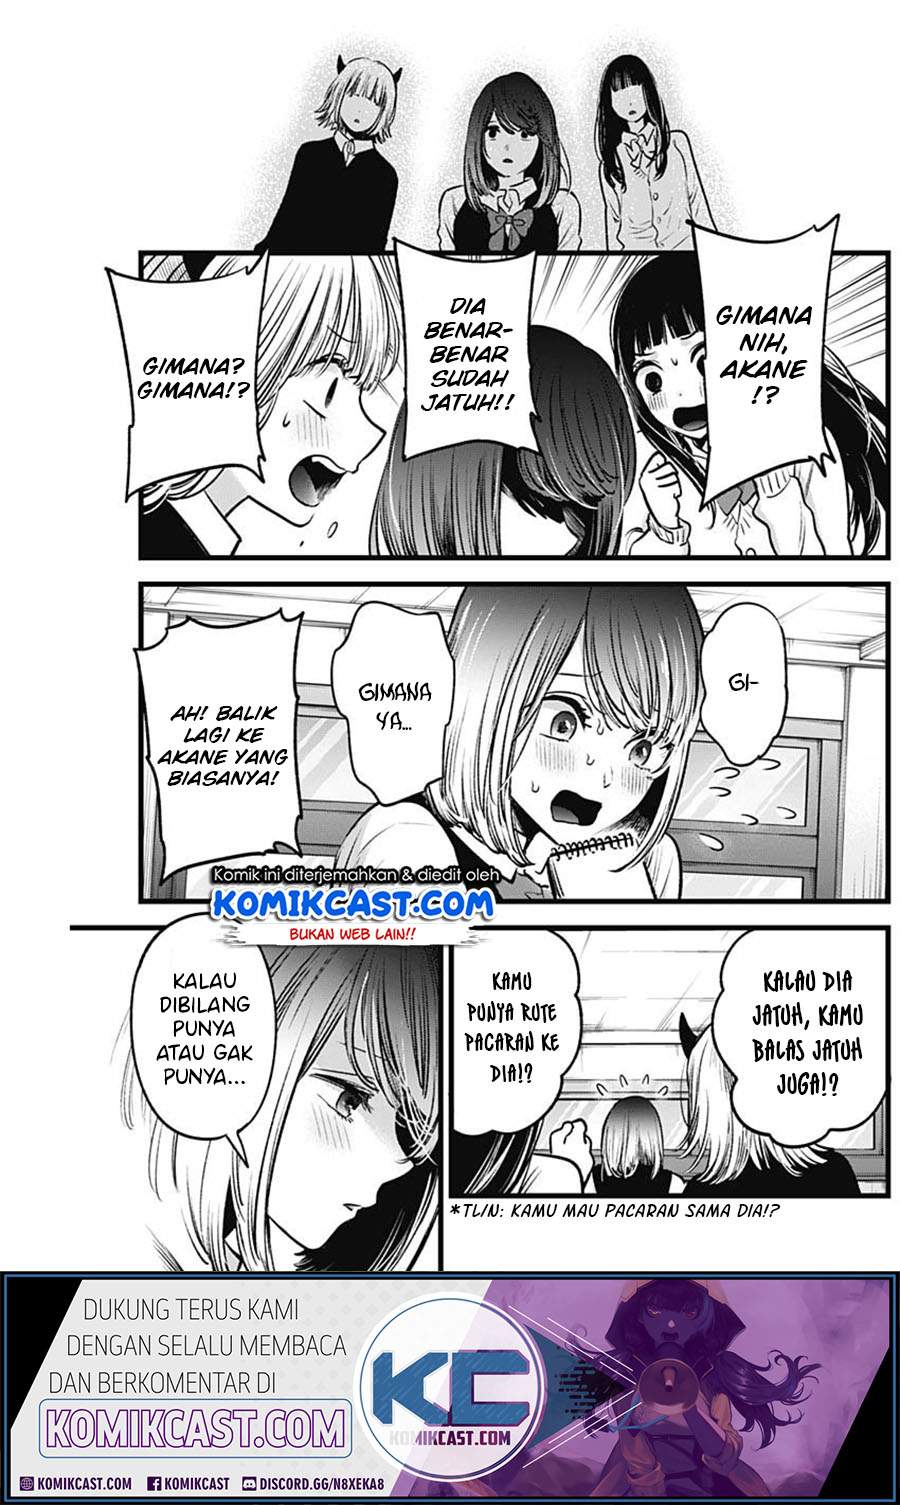 GIMANA
NIH,
AKANE
!?
DIA
BENAR-
BENAR
SUDAH
JATUH!!
GIMANA?
GIMANA!?
GI-
GIMANA
YA...
AH! BALIK
LAGI KE
AKANE YANG
BIASANYA!
Komik ini diterjemahkan & diedit oleh
KOMIKCAST.COM
BUKAN WEB LAIN!!
KALAU DIA
JATUH, KAMU
BALAS JATUH
JUGA!?
KAMU
PUNYA RUTE
PACARAN KE
DIA!?
*TL/N: KAMU MAU PACARAN SAMA DIA!?
KALAU
DIBILANG
PUNYA
ATAU GAK
PUNYA...
DUKUNG TERUS KAMI
DENGAN SELALU MEMBACA
DAN BERKOMENTAR DI
KOMIKCAST.COM
KC
KOMIKCAST.COM
KOMIKCAST.COM
KOMIKCAST
DISCORD.GG/N8XEKA8